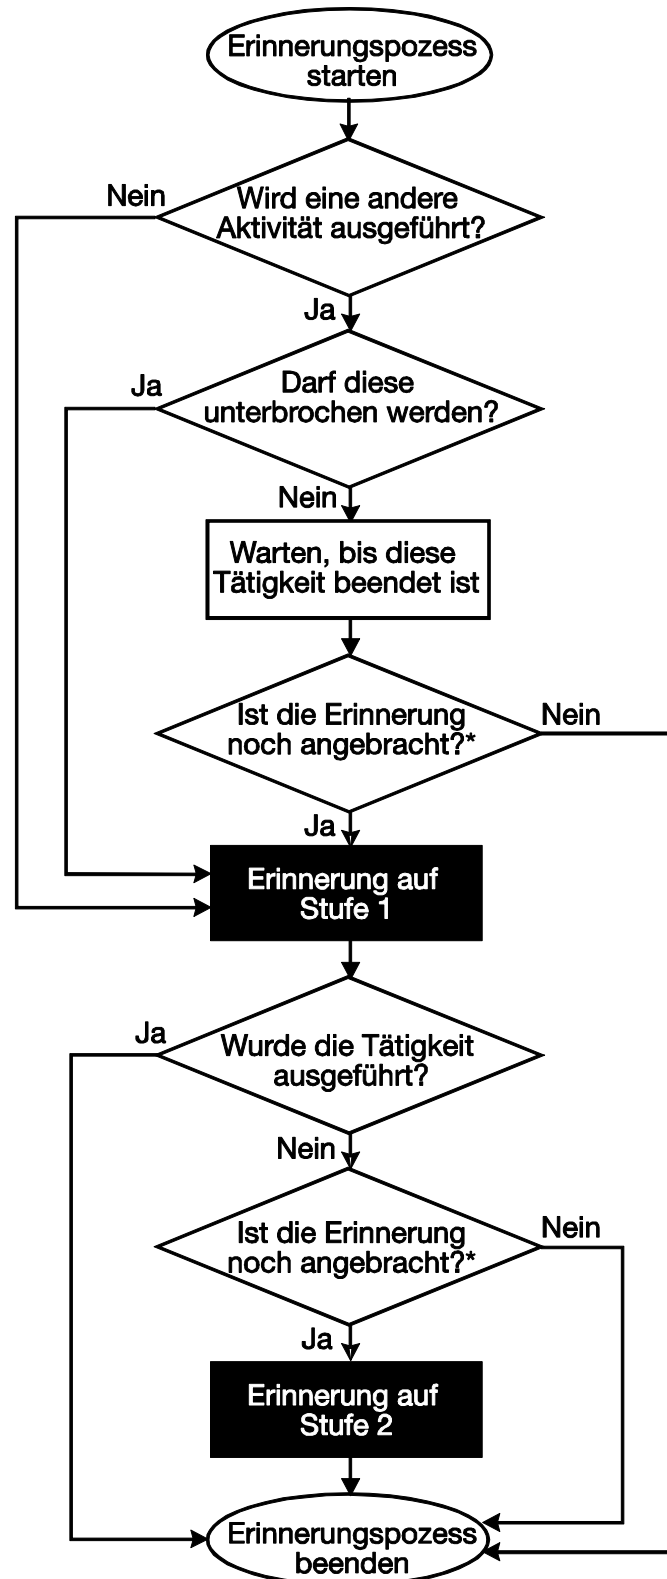 Erinnerungspozess
starten
Nein
Wird eine andere
Aktivität ausgeführt?
Ja
Ja
Darf diese
unterbrochen werden?
Nein
Warten, bis diese
Tätigkeit beendet ist
Ist die Erinnerung
noch angebracht?*
Nein
Ja
Erinnerung auf
Stufe 1
Ja
Wurde die Tätigkeit
ausgeführt?
Nein
Ist die Erinnerung
noch angebracht?*
Nein
Ja
Erinnerung auf
Stufe 2
Erinnerungspozess
beenden